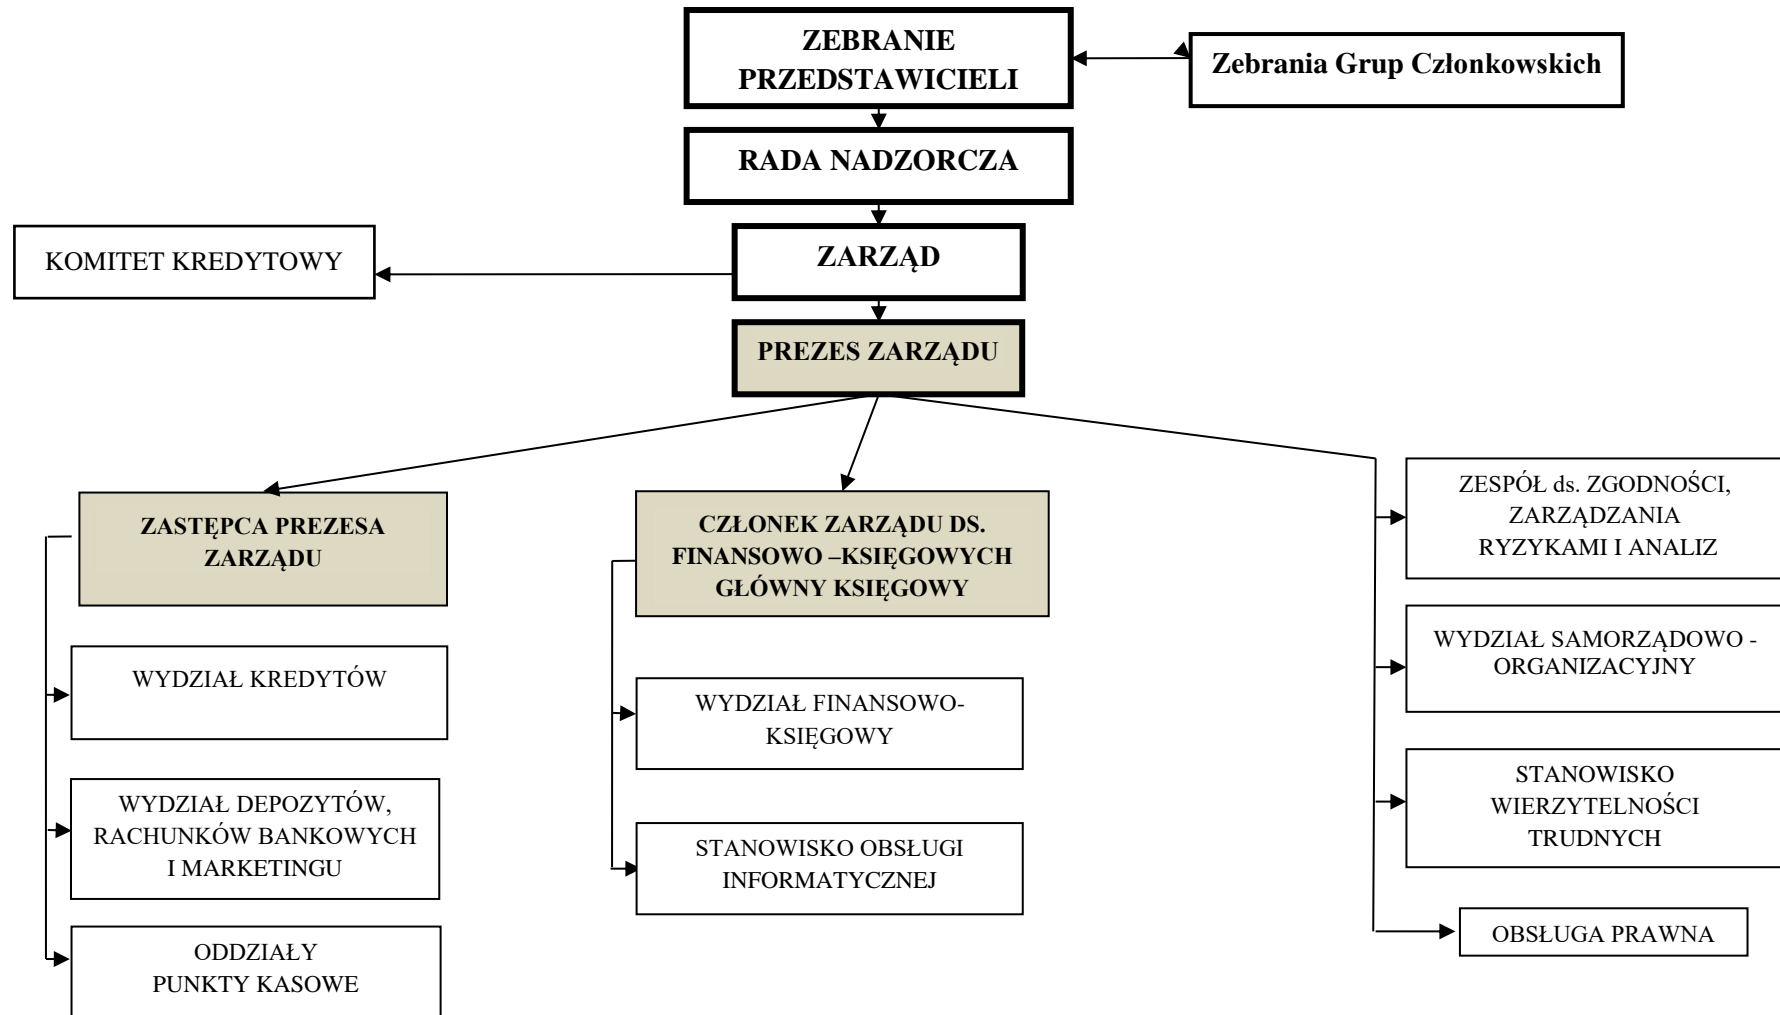 ZEBRANIE
PRZEDSTAWICIELI
Zebrania Grup Członkowskich
RADA NADZORCZA
KOMITET KREDYTOWY
ZARZĄD
PREZES ZARZĄDU
ZASTĘPCA PREZESA
ZARZĄDU
WYDZIAŁ KREDYTÓW
WYDZIAŁ DEPOZYTÓW,
RACHUNKÓW BANKOWYCH
I MARKETINGU
ODDZIAŁY
PUNKTY KASOWE
CZŁONEK ZARZĄDU DS.
FINANSOWO –KSIĘGOWYCH
GŁÓWNY KSIĘGOWY
WYDZIAŁ FINANSOWO-
KSIĘGOWY
STANOWISKO OBSŁUGI
INFORMATYCZNEJ
ZESPÓŁ ds. ZGODNOŚCI,
ZARZĄDZANIA
RYZYKAMI I ANALIZ
WYDZIAŁ SAMORZĄDOWO -
ORGANIZACYJNY
STANOWISKO
WIERZYTELNOŚCI
TRUDNYCH
OBSŁUGA PRAWNA